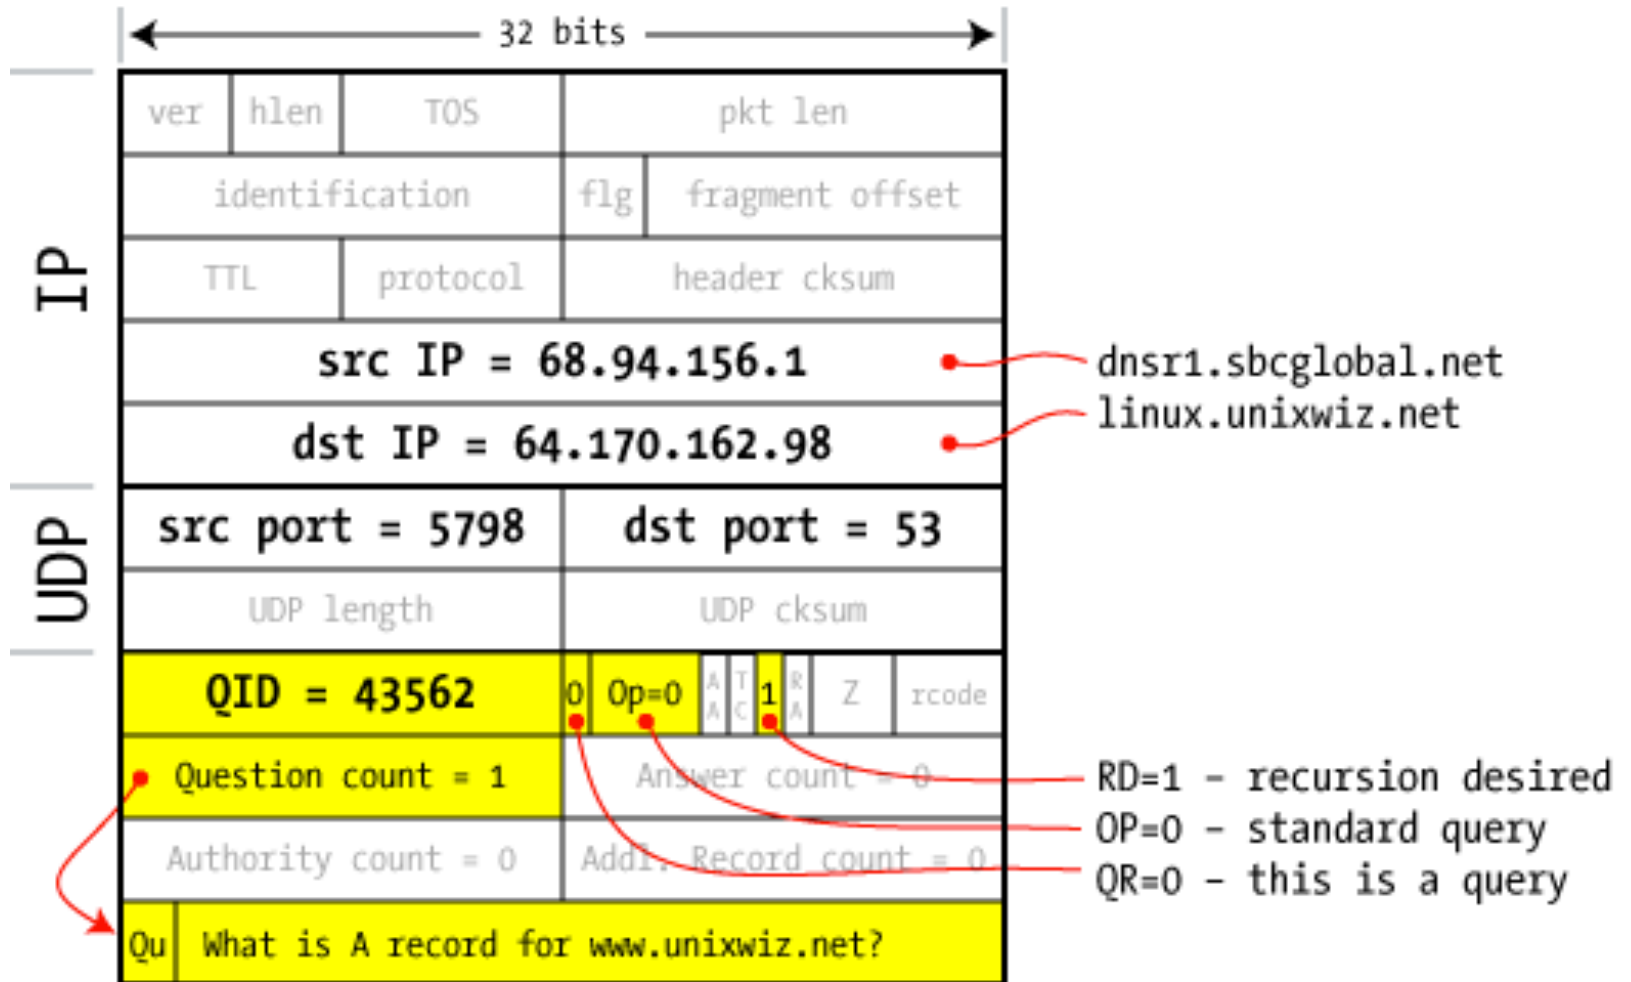 32 bits
ver hlen TOS pkt len
identification flg fragment offset
TTL protocol header cksum
IP
src IP = 68.94.156.1 dnsr1.sbcglobal.net
dst IP = 64.170.162.98 linux.unixwiz.net
UDP
src port = 5798 dst port = 53
UDP length UDP cksum
QID = 43562 0 Op=0 AA TC 1 RA Z rcode
Question count = 1 Answer count = 0 RD=1 – recursion desired
OP=0 – standard query
Authority count = 0 Addl. Record count = 0 QR=0 – this is a query
Qu What is A record for www.unixwiz.net?